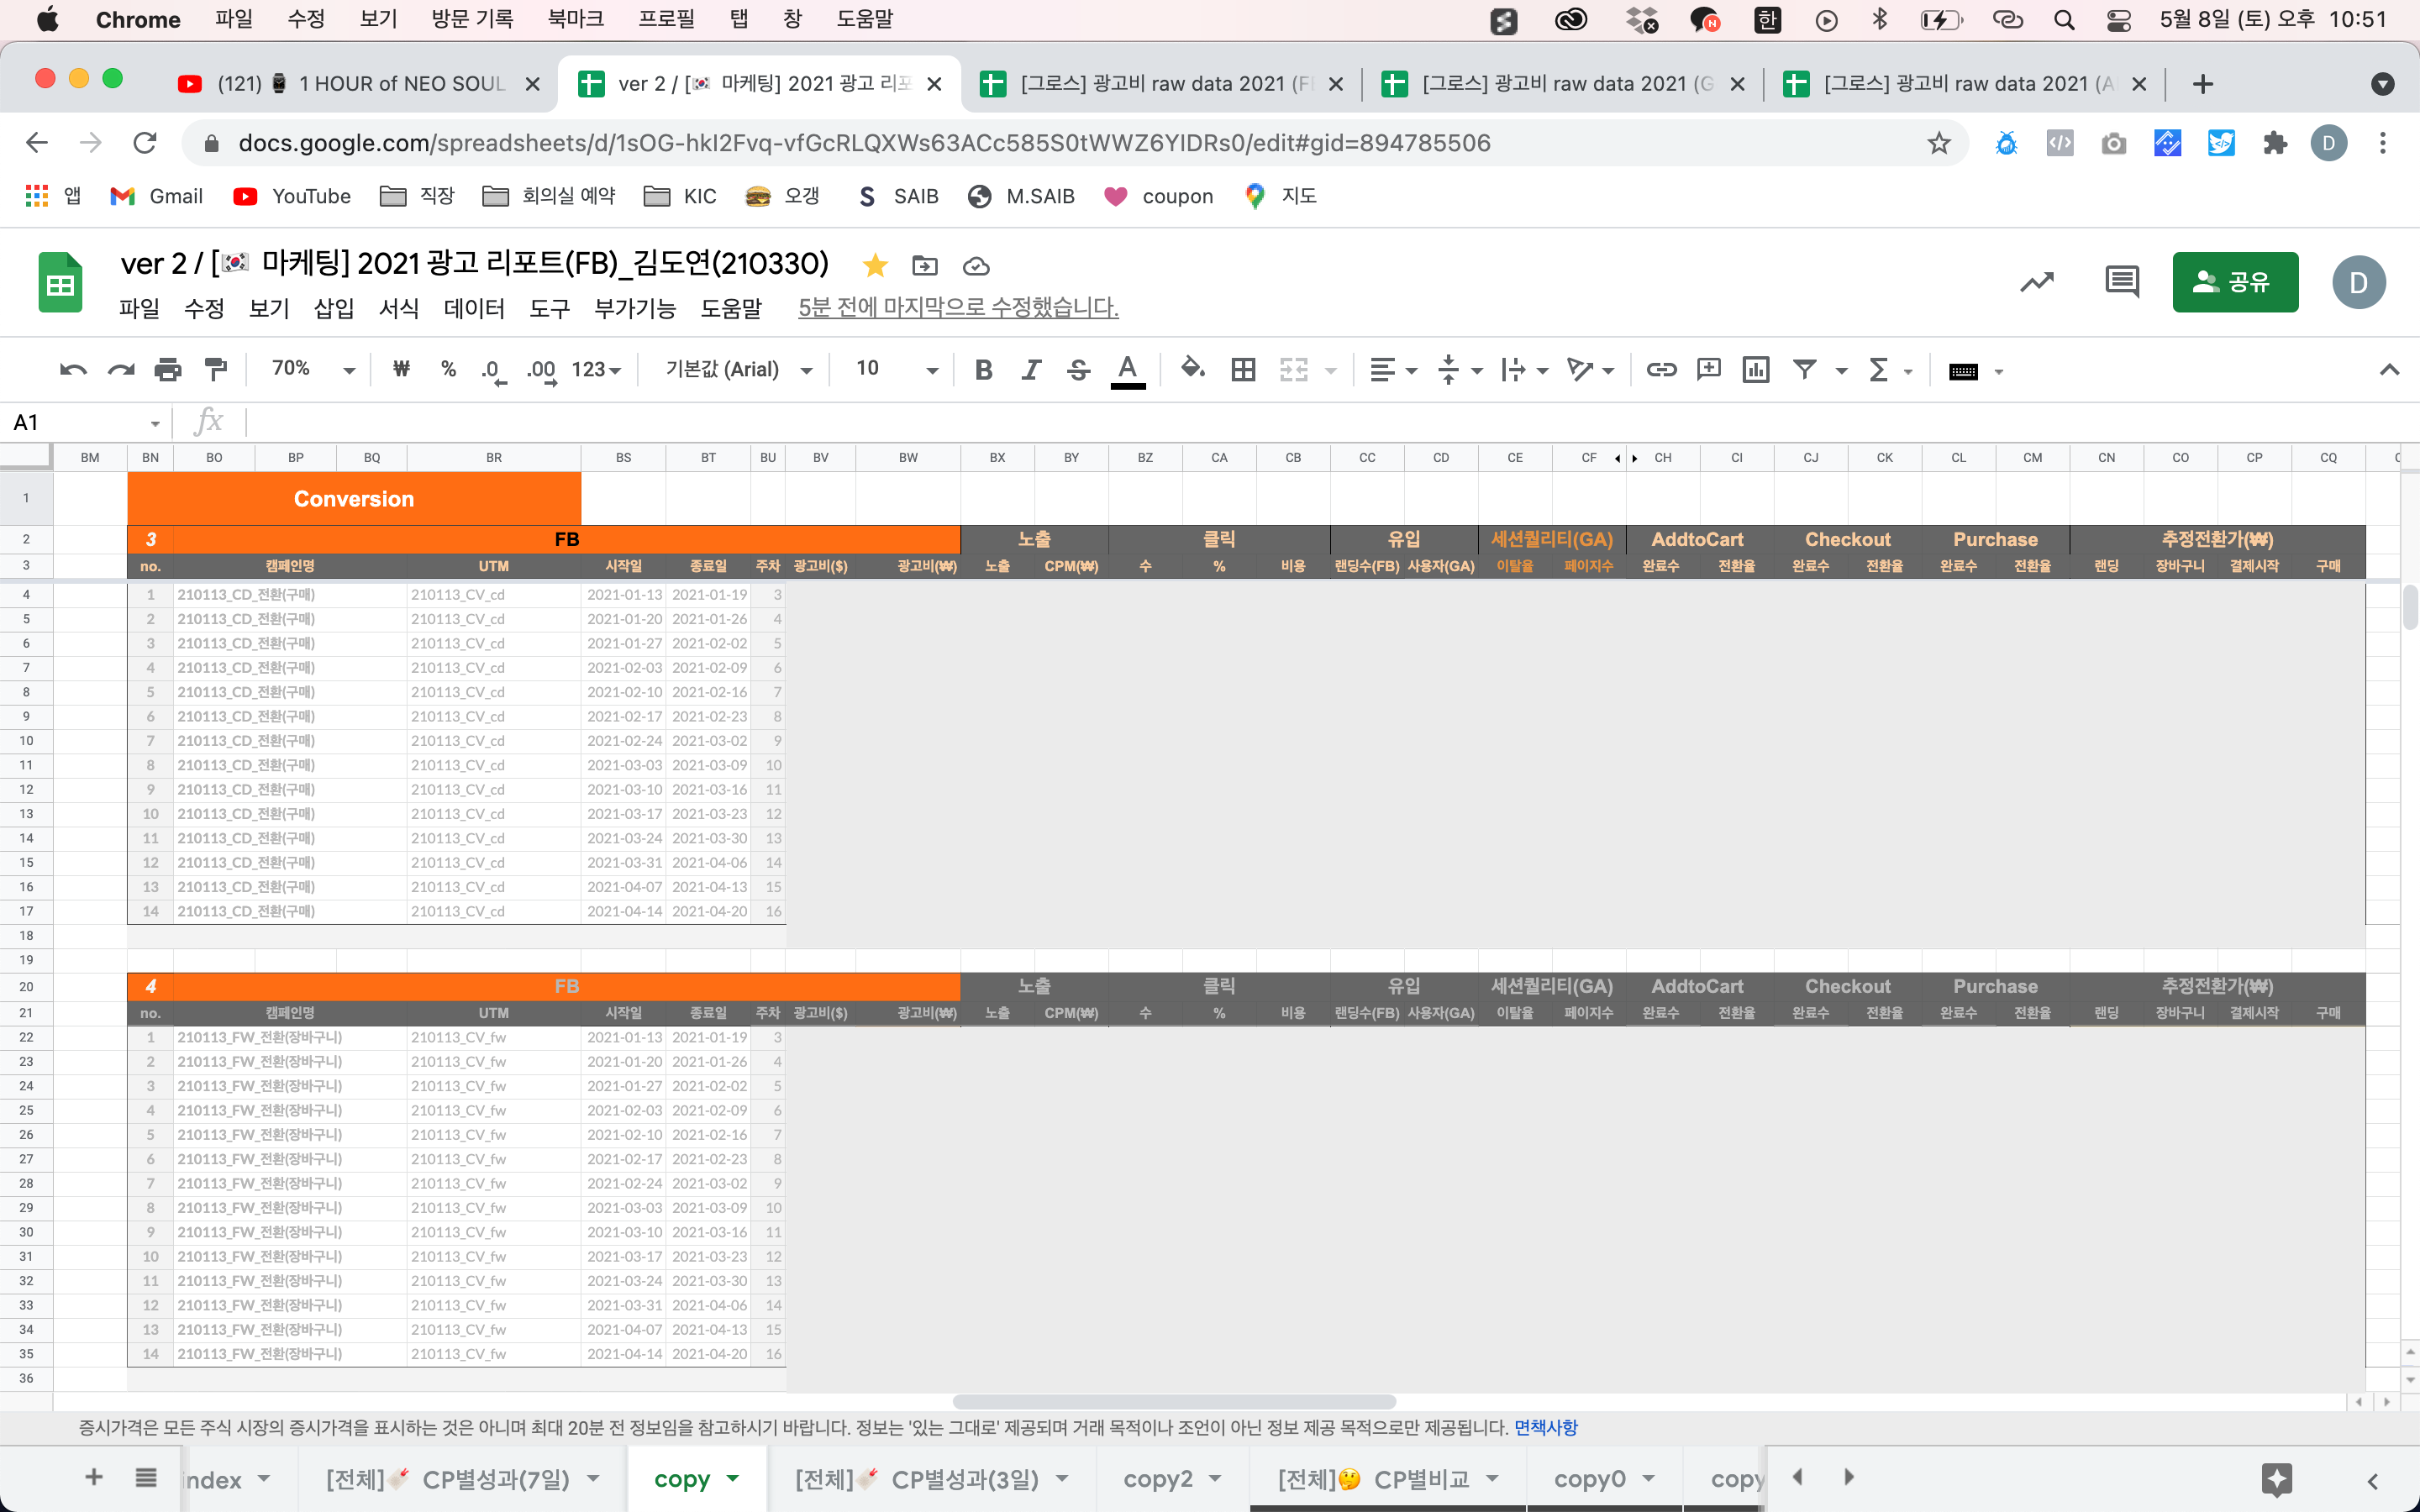 Chrome 파일 수정 보기 방문 기록 북마크 프로필 탭 창 도움말 한 5월 8일 (토) 오후 10:51
(121) 1 HOUR of NEO SOUL ver 2 / [🇰🇷 마케팅] 2021 광고 리포 [그로스] 광고비 raw data 2021 (F [그로스] 광고비 raw data 2021 (G [그로스] 광고비 raw data 2021 (A
docs.google.com/spreadsheets/d/1sOG-hkI2Fvq-vfGcRLQXWs63ACc585S0tWWZ6YIDRs0/edit#gid=894785506 D
앱 Gmail YouTube 직장 회의실 예약 KIC 오갱 S SAIB M.SAIB coupon 지도
ver 2 / [🇰🇷 마케팅] 2021 광고 리포트(FB)_김도연(210330) 공유 D
파일 수정 보기 삽입 서식 데이터 도구 부가기능 도움말 5분 전에 마지막으로 수정했습니다.
70% ₩ % .0 .00 123 기본값 (Arial) 10 B I S A
A1 fx
BM BN BO BP BQ BR BS BT BU BV BW BX BY BZ CA CB CC CD CE CF CH CI CJ CK CL CM CN CO CP CQ
1 Conversion
2 3 FB 노출 클릭 유입 세션퀄리티(GA) AddtoCart Checkout Purchase 추정전환가(₩)
3 no. 캠페인명 UTM 시작일 종료일 주차 광고비($) 광고비(₩) 노출 CPM(₩) 수 % 비용 랜딩수(FB) 사용자(GA) 이탈율 페이지수 완료수 전환율 완료수 전환율 완료수 전환율 랜딩 장바구니 결제시작 구매
4 1 210113_CD_전환(구매) 210113_CV_cd 2021-01-13 2021-01-19 3
5 2 210113_CD_전환(구매) 210113_CV_cd 2021-01-20 2021-01-26 4
6 3 210113_CD_전환(구매) 210113_CV_cd 2021-01-27 2021-02-02 5
7 4 210113_CD_전환(구매) 210113_CV_cd 2021-02-03 2021-02-09 6
8 5 210113_CD_전환(구매) 210113_CV_cd 2021-02-10 2021-02-16 7
9 6 210113_CD_전환(구매) 210113_CV_cd 2021-02-17 2021-02-23 8
10 7 210113_CD_전환(구매) 210113_CV_cd 2021-02-24 2021-03-02 9
11 8 210113_CD_전환(구매) 210113_CV_cd 2021-03-03 2021-03-09 10
12 9 210113_CD_전환(구매) 210113_CV_cd 2021-03-10 2021-03-16 11
13 10 210113_CD_전환(구매) 210113_CV_cd 2021-03-17 2021-03-23 12
14 11 210113_CD_전환(구매) 210113_CV_cd 2021-03-24 2021-03-30 13
15 12 210113_CD_전환(구매) 210113_CV_cd 2021-03-31 2021-04-06 14
16 13 210113_CD_전환(구매) 210113_CV_cd 2021-04-07 2021-04-13 15
17 14 210113_CD_전환(구매) 210113_CV_cd 2021-04-14 2021-04-20 16
18
19
20 4 FB 노출 클릭 유입 세션퀄리티(GA) AddtoCart Checkout Purchase 추정전환가(₩)
21 no. 캠페인명 UTM 시작일 종료일 주차 광고비($) 광고비(₩) 노출 CPM(₩) 수 % 비용 랜딩수(FB) 사용자(GA) 이탈율 페이지수 완료수 전환율 완료수 전환율 완료수 전환율 랜딩 장바구니 결제시작 구매
22 1 210113_FW_전환(장바구니) 210113_CV_fw 2021-01-13 2021-01-19 3
23 2 210113_FW_전환(장바구니) 210113_CV_fw 2021-01-20 2021-01-26 4
24 3 210113_FW_전환(장바구니) 210113_CV_fw 2021-01-27 2021-02-02 5
25 4 210113_FW_전환(장바구니) 210113_CV_fw 2021-02-03 2021-02-09 6
26 5 210113_FW_전환(장바구니) 210113_CV_fw 2021-02-10 2021-02-16 7
27 6 210113_FW_전환(장바구니) 210113_CV_fw 2021-02-17 2021-02-23 8
28 7 210113_FW_전환(장바구니) 210113_CV_fw 2021-02-24 2021-03-02 9
29 8 210113_FW_전환(장바구니) 210113_CV_fw 2021-03-03 2021-03-09 10
30 9 210113_FW_전환(장바구니) 210113_CV_fw 2021-03-10 2021-03-16 11
31 10 210113_FW_전환(장바구니) 210113_CV_fw 2021-03-17 2021-03-23 12
32 11 210113_FW_전환(장바구니) 210113_CV_fw 2021-03-24 2021-03-30 13
33 12 210113_FW_전환(장바구니) 210113_CV_fw 2021-03-31 2021-04-06 14
34 13 210113_FW_전환(장바구니) 210113_CV_fw 2021-04-07 2021-04-13 15
35 14 210113_FW_전환(장바구니) 210113_CV_fw 2021-04-14 2021-04-20 16
36
증시가격은 모든 주식 시장의 증시가격을 표시하는 것은 아니며 최대 20분 전 정보임을 참고하시기 바랍니다. 정보는 '있는 그대로' 제공되며 거래 목적이나 조언이 아닌 정보 제공 목적으로만 제공됩니다. 면책사항
index [전체] CP별성과(7일) copy [전체] CP별성과(3일) copy2 [전체]🤔 CP별비교 copy0 copy